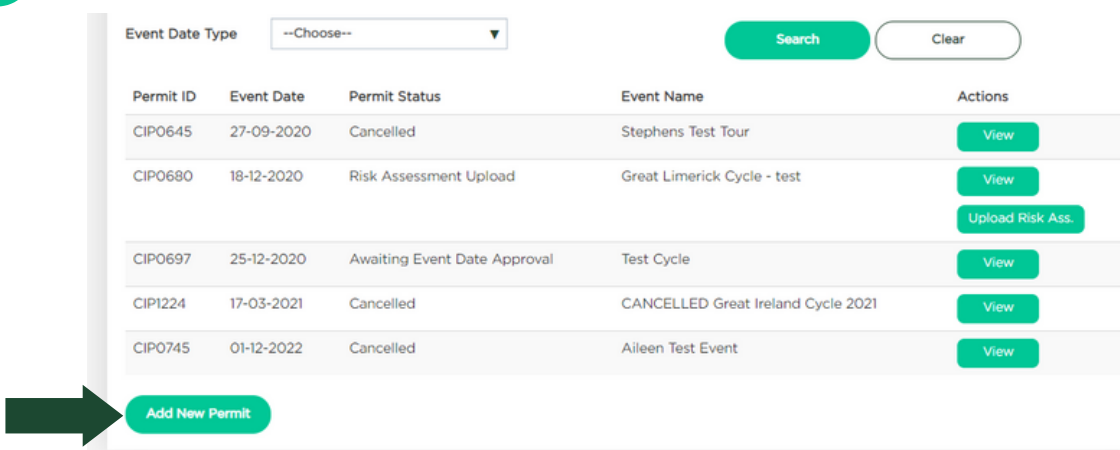 Event Date Type --Choose-- Search Clear
Permit ID Event Date Permit Status Event Name Actions
CIP0645 27-09-2020 Cancelled Stephens Test Tour View
CIP0680 18-12-2020 Risk Assessment Upload Great Limerick Cycle - test View
Upload Risk Ass.
CIP0697 25-12-2020 Awaiting Event Date Approval Test Cycle View
CIP1224 17-03-2021 Cancelled CANCELLED Great Ireland Cycle 2021 View
CIP0745 01-12-2022 Cancelled Aileen Test Event View
Add New Permit